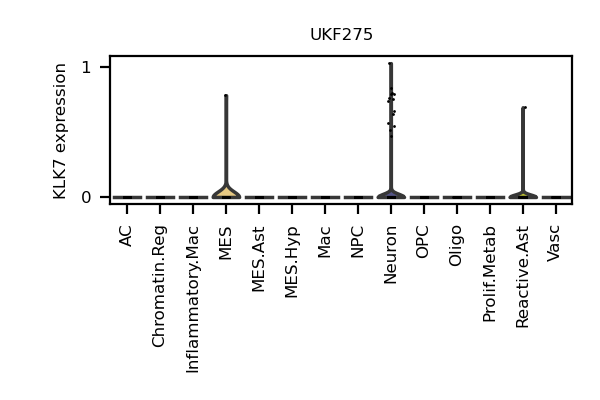 UKF275
KLK7 expression
1
0
AC
Chromatin.Reg
Inflammatory.Mac
MES
MES.Ast
MES.Hyp
Mac
NPC
Neuron
OPC
Oligo
Prolif.Metab
Reactive.Ast
Vasc